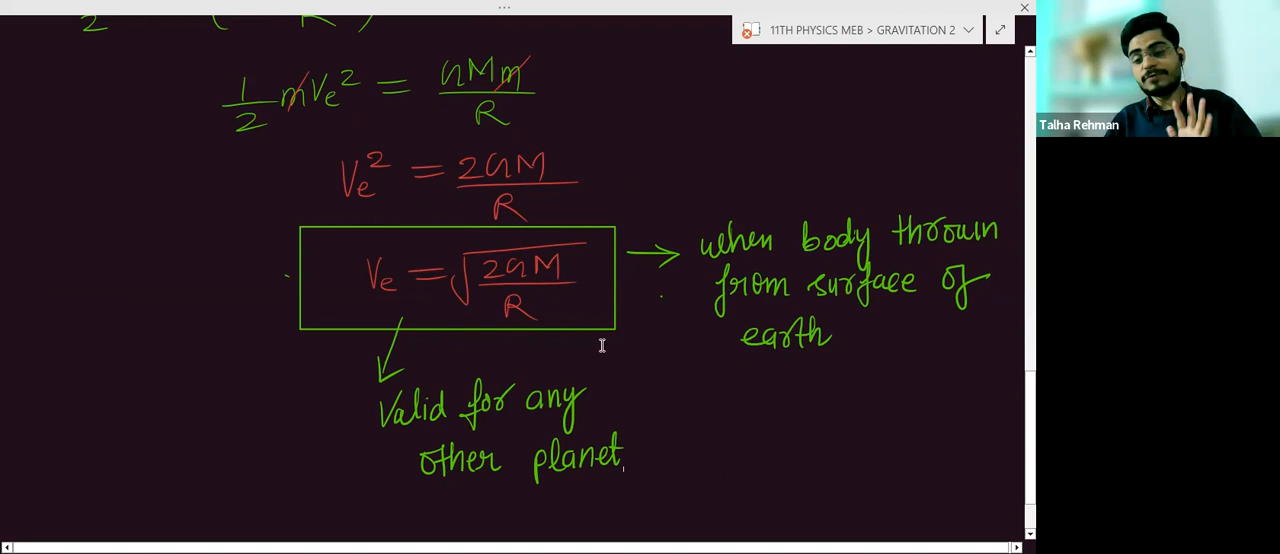 ...
11TH PHYSICS MEB > GRAVITATION 2
Talha Rehman
2 ( R )
1/2 mVe² = GMm/R
Ve² = 2GM/R
Ve = √(2GM/R)
→ when body thrown
from surface of
earth
Valid for any
other planet